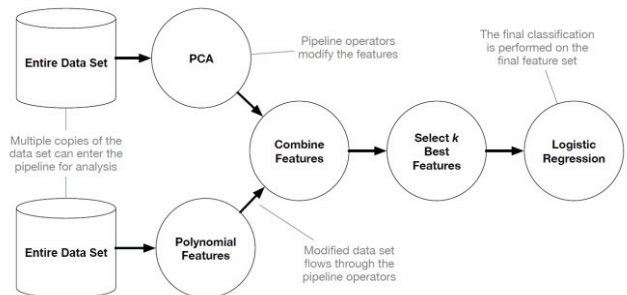 Entire Data Set
PCA
Pipeline operators
modify the features
The final classification
is performed on the
final feature set
Multiple copies of the
data set can enter the
pipeline for analysis
Combine
Features
Select k
Best
Features
Logistic
Regression
Entire Data Set
Polynomial
Features
Modified data set
flows through the
pipeline operators